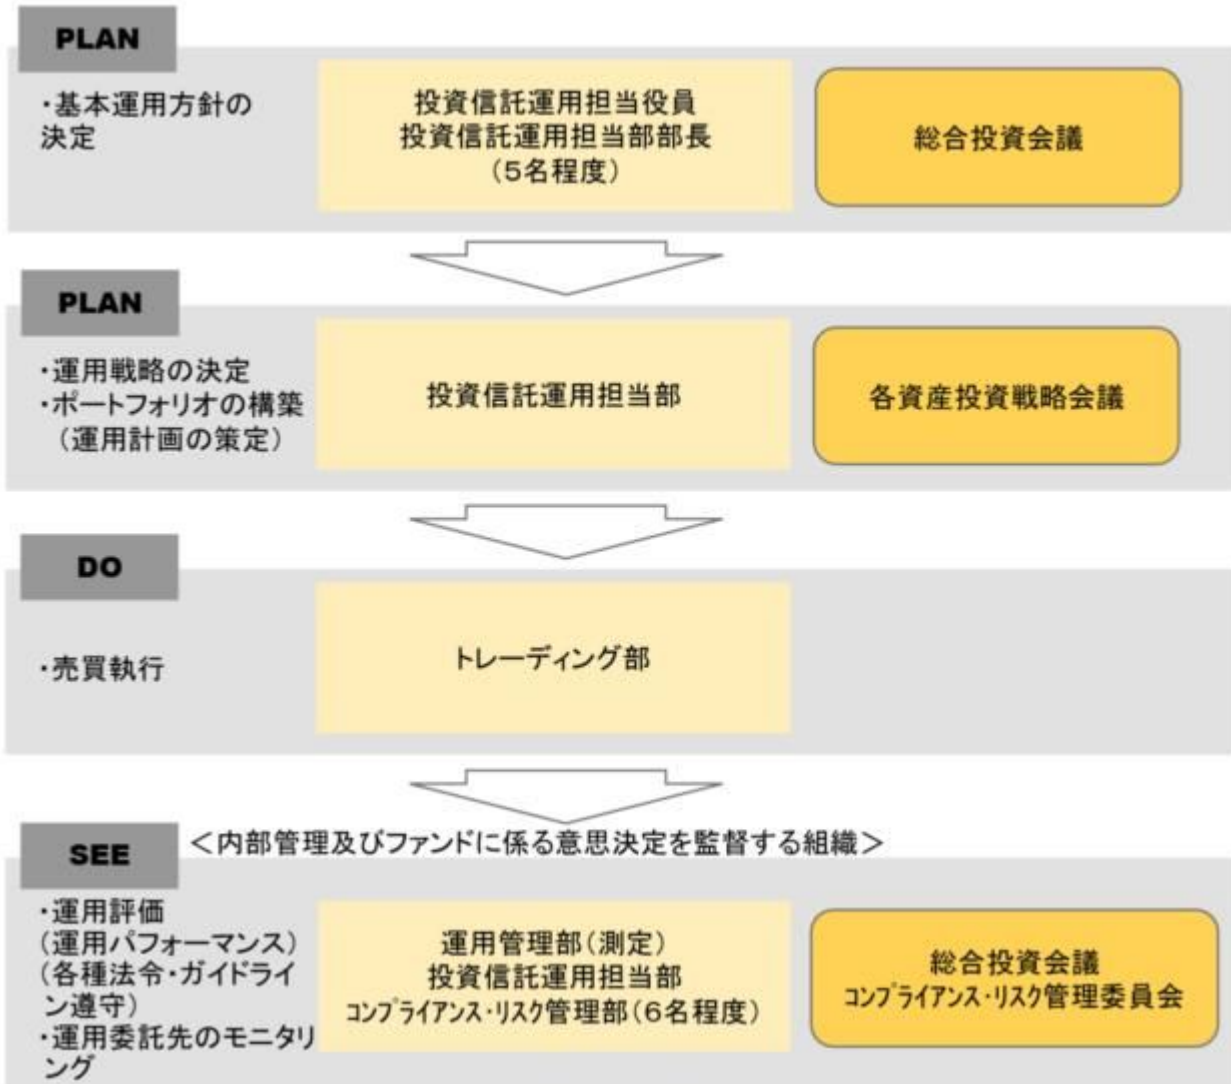 PLAN
・基本運用方針の
決定
投資信託運用担当役員
投資信託運用担当部部長
(5名程度)
総合投資会議
PLAN
・運用戦略の決定
・ポートフォリオの構築
(運用計画の策定)
投資信託運用担当部
各資産投資戦略会議
DO
・売買執行
トレーディング部
SEE
＜内部管理及びファンドに係る意思決定を監督する組織＞
・運用評価
(運用パフォーマンス)
(各種法令・ガイドライ
ン遵守)
・運用委託先のモニタリ
ング
運用管理部(測定)
投資信託運用担当部
コンプライアンス・リスク管理部(6名程度)
総合投資会議
コンプライアンス・リスク管理委員会